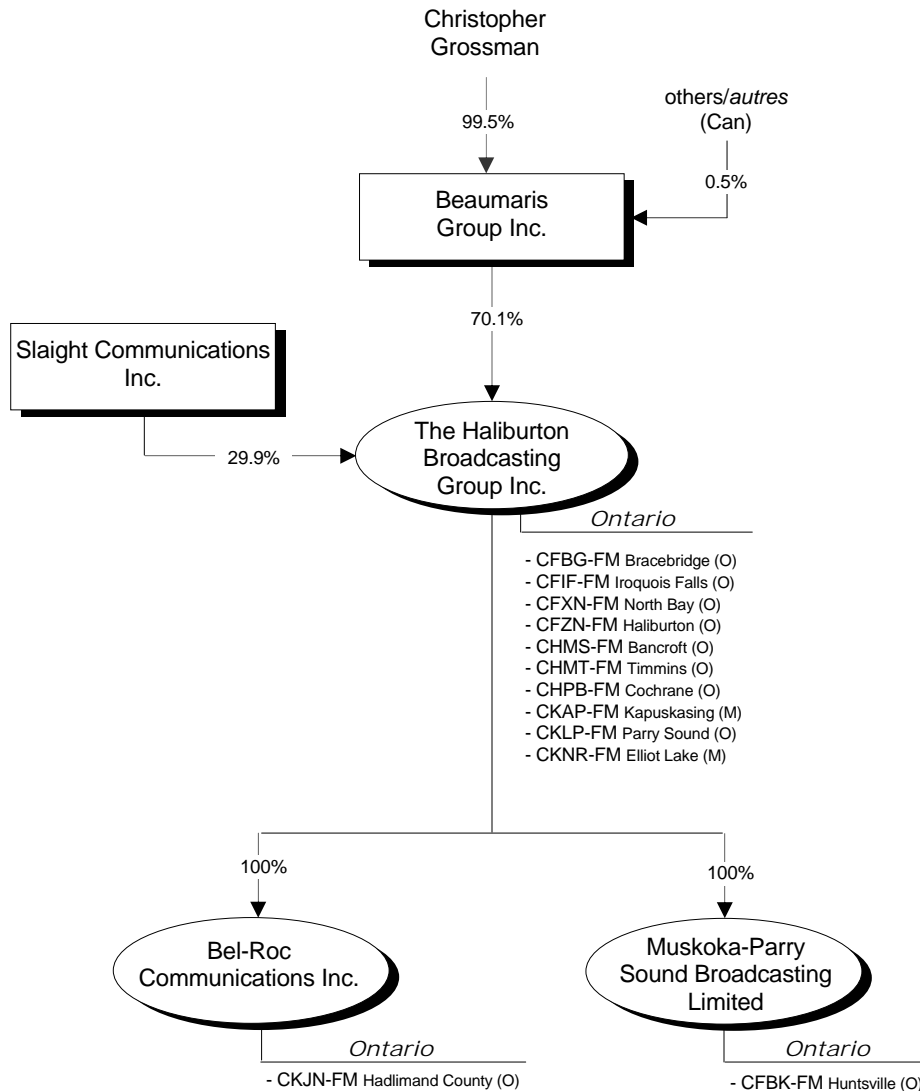 Christopher
Grossman
99.5%
others/autres
(Can)
0.5%
Beaumaris
Group Inc.
70.1%
Slaight Communications
Inc.
29.9%
The Haliburton
Broadcasting
Group Inc.
Ontario
- CFBG-FM Bracebridge (O)
- CFIF-FM Iroquois Falls (O)
- CFXN-FM North Bay (O)
- CFZN-FM Haliburton (O)
- CHMS-FM Bancroft (O)
- CHMT-FM Timmins (O)
- CHPB-FM Cochrane (O)
- CKAP-FM Kapuskasing (M)
- CKLP-FM Parry Sound (O)
- CKNR-FM Elliot Lake (M)
100%
Bel-Roc
Communications Inc.
Ontario
- CKJN-FM Hadlimand County (O)
100%
Muskoka-Parry
Sound Broadcasting
Limited
Ontario
- CFBK-FM Huntsville (O)